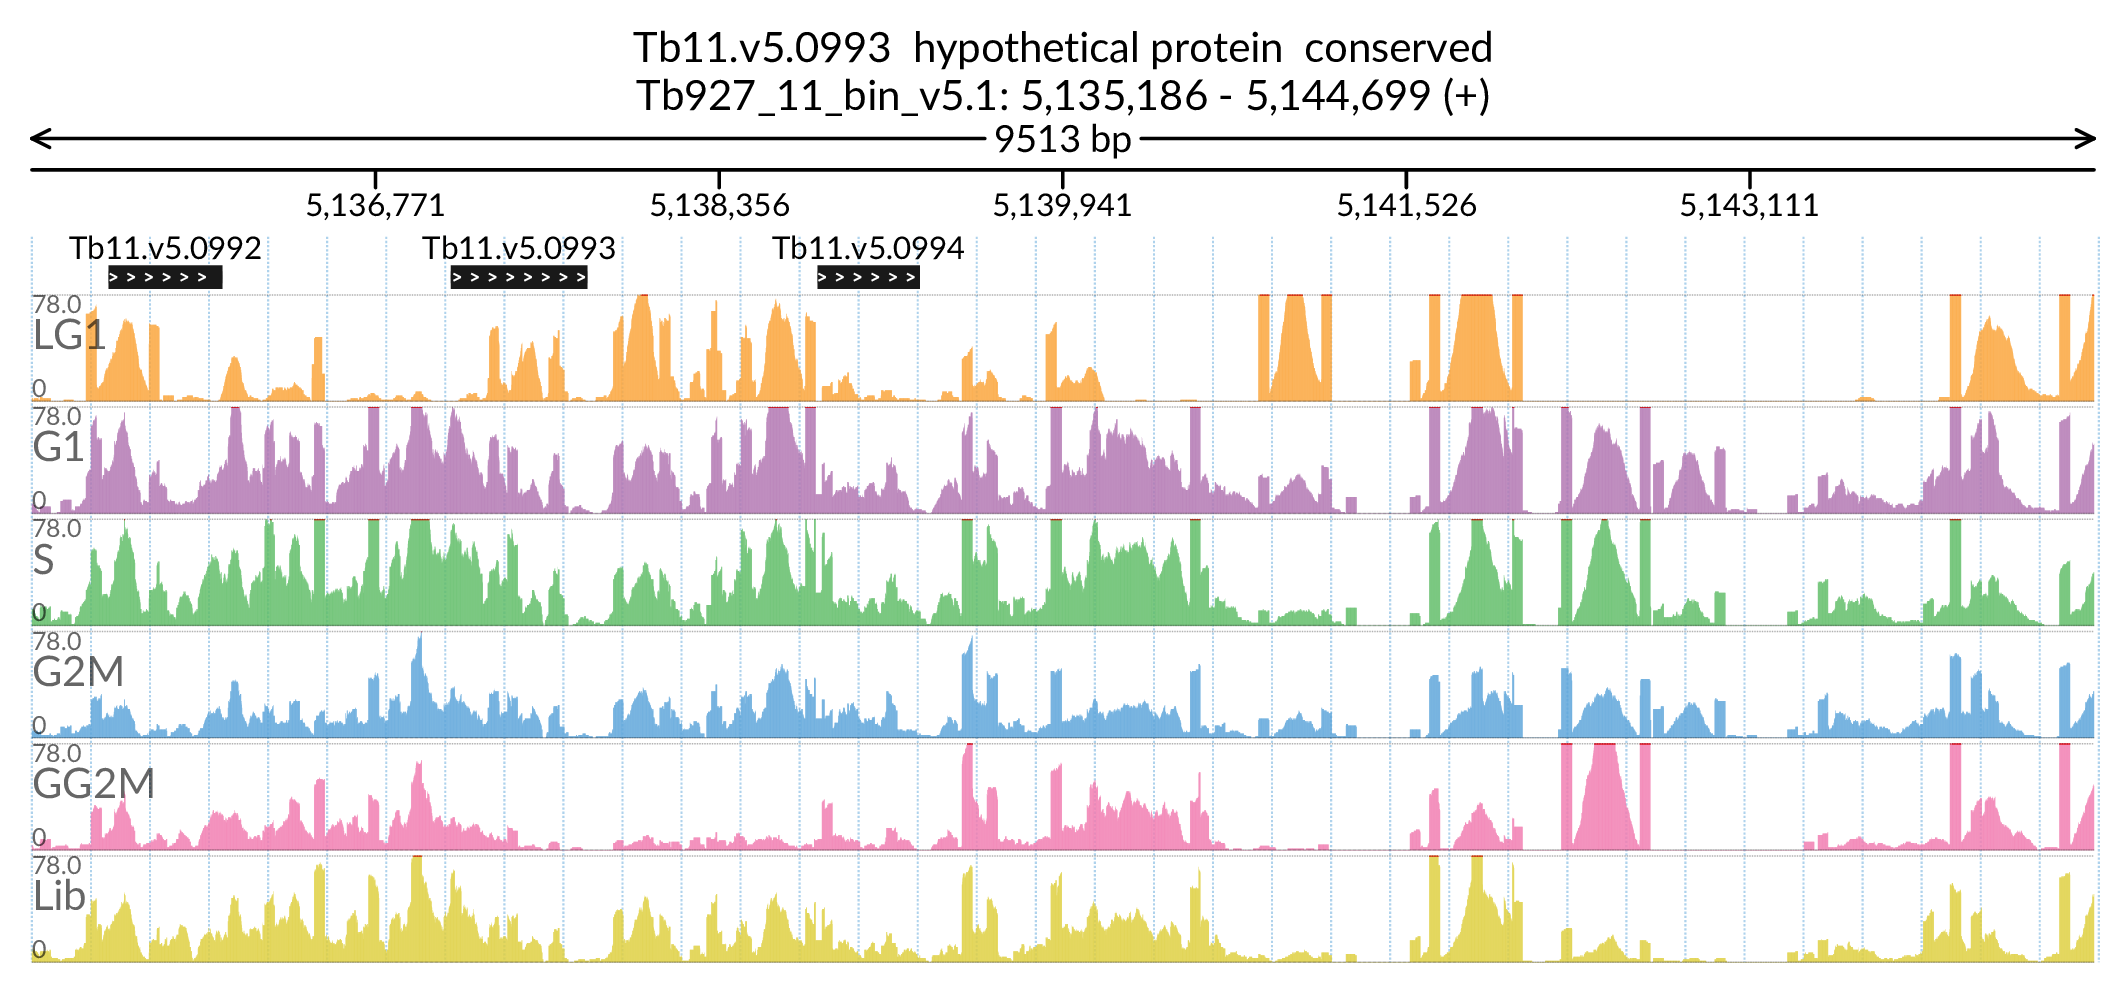 Tb11.v5.0993 hypothetical protein conserved
Tb927_11_bin_v5.1: 5,135,186 - 5,144,699 (+)
9513 bp
5,136,771 5,138,356 5,139,941 5,141,526 5,143,111
Tb11.v5.0992 Tb11.v5.0993 Tb11.v5.0994
78.0
LG1
0
78.0
G1
0
78.0
S
0
78.0
G2M
0
78.0
GG2M
0
78.0
Lib
0